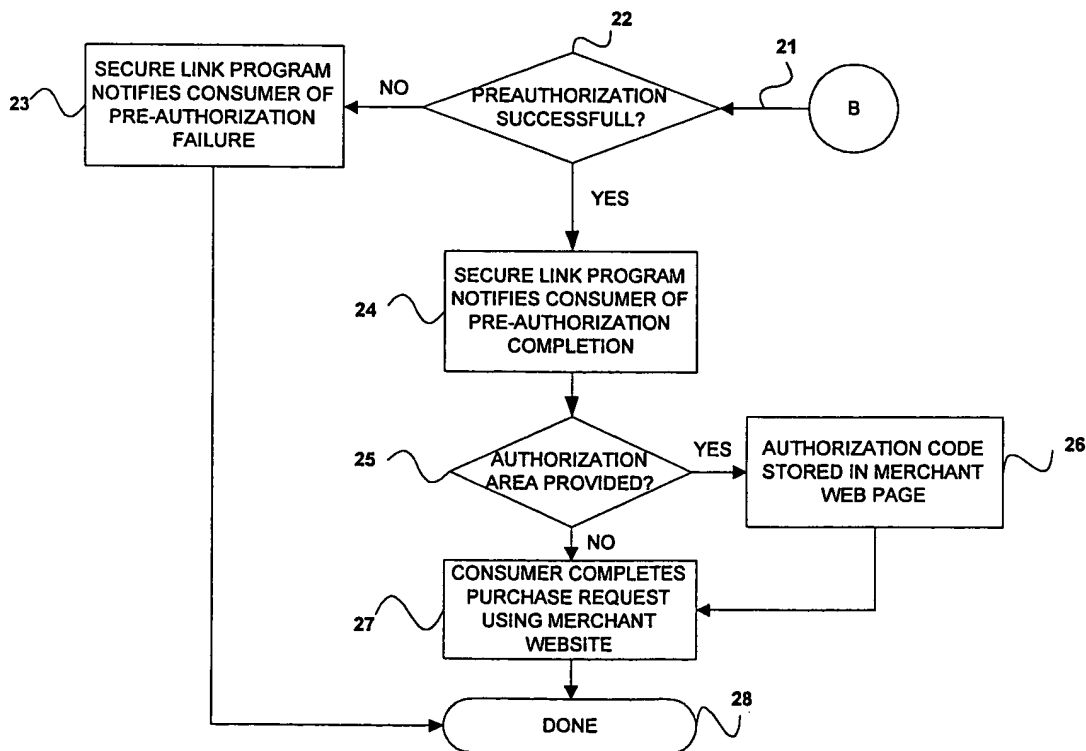 22
21
B
PREAUTHORIZATION
SUCCESSFULL?
NO
SECURE LINK PROGRAM
NOTIFIES CONSUMER OF
PRE-AUTHORIZATION
FAILURE
23
YES
SECURE LINK PROGRAM
NOTIFIES CONSUMER OF
PRE-AUTHORIZATION
COMPLETION
24
AUTHORIZATION
AREA PROVIDED?
25
YES
AUTHORIZATION CODE
STORED IN MERCHANT
WEB PAGE
26
NO
CONSUMER COMPLETES
PURCHASE REQUEST
USING MERCHANT
WEBSITE
27
DONE
28